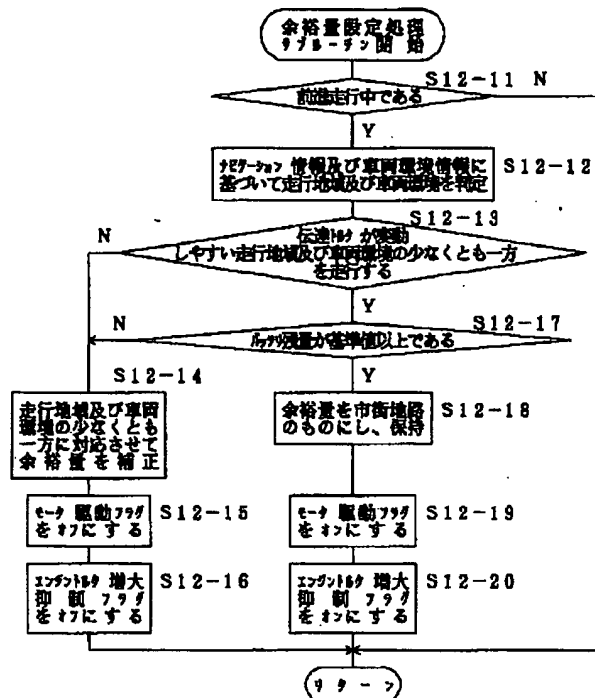 余裕量設定処理
サブルーチン開始
S12-11 N
前進走行中である
Y
ナビゲーション 情報及び車両環境情報に
基づいて走行地域及び車両環境を判定
S12-12
S12-13
N
伝達トルク が変動
しやすい走行地域及び車両環境の少なくとも一方
を走行する
Y
S12-17
N
バッテリ残量が基準値以上である
Y
S12-14
走行地域及び車両
環境の少なくとも
一方に対応させて
余裕量を補正
余裕量を市街地路
のものにし、保持
S12-18
モータ 駆動フラグ
をオフにする
S12-15
モータ 駆動フラグ
をオンにする
S12-19
エンジントルク 増大
抑制 フラグ
をオフにする
S12-16
エンジントルク 増大
抑制 フラグ
をオンにする
S12-20
リターン